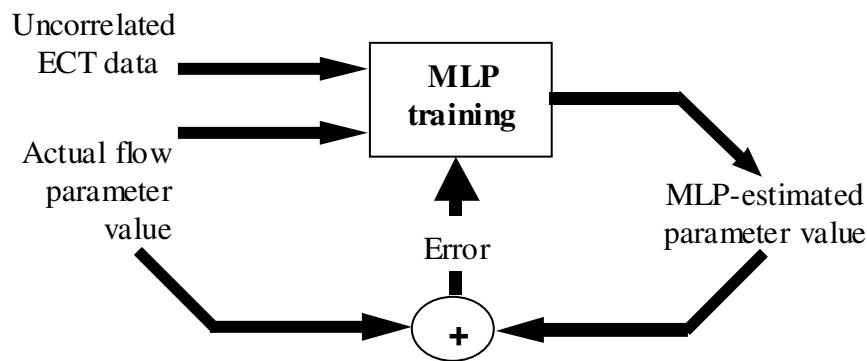 Uncorrelated
ECT data
MLP
training
Actual flow
parameter
value
MLP-estimated
parameter value
Error
+